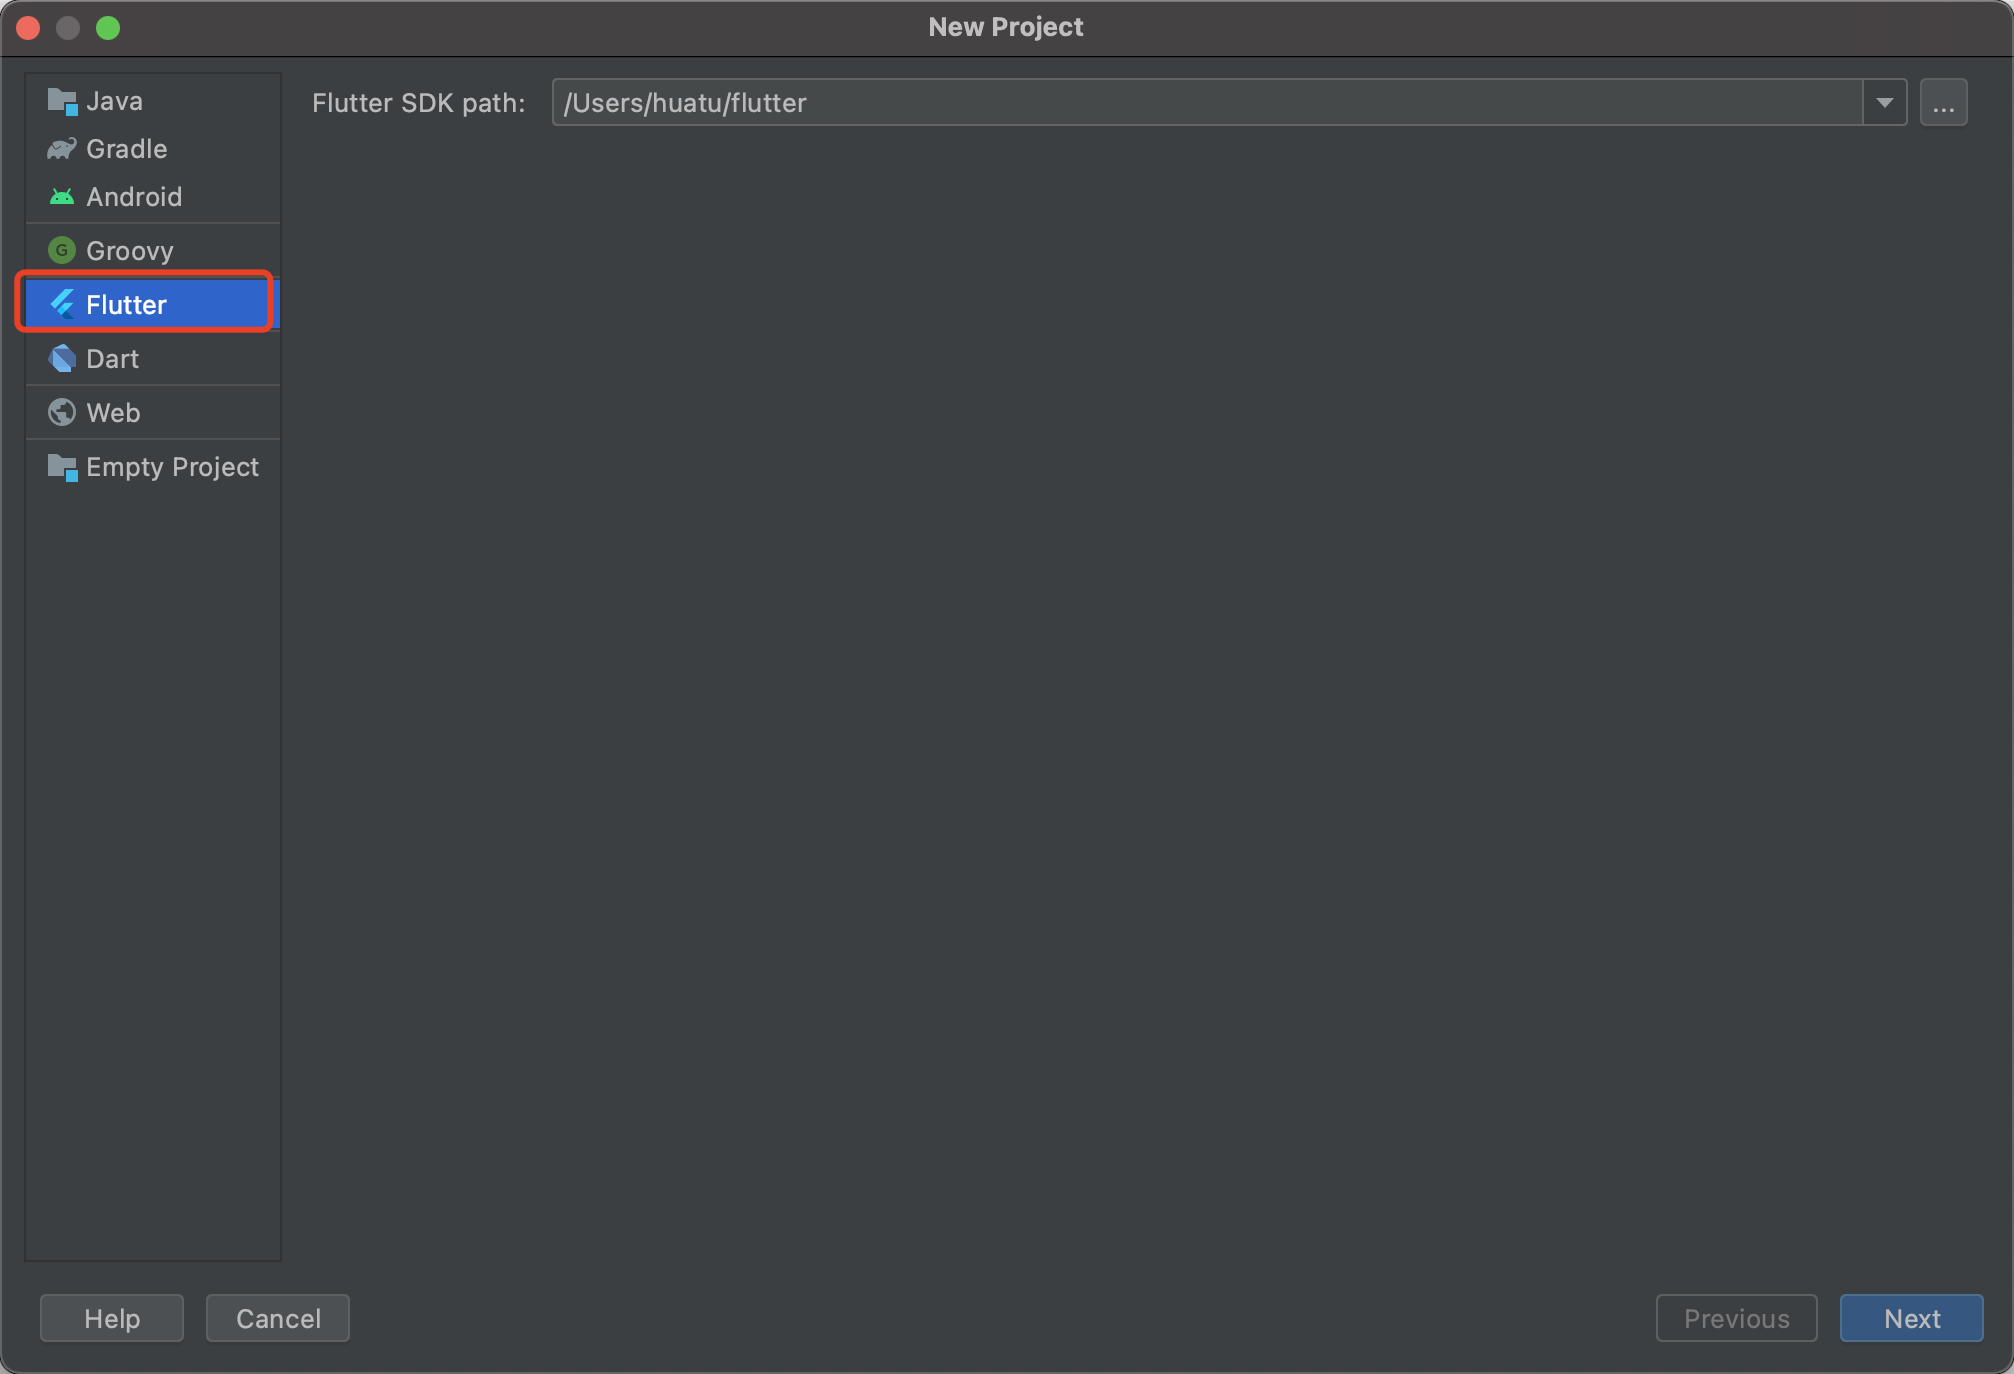 New Project
Java
Gradle
Android
G Groovy
Flutter
Dart
Web
Empty Project
Flutter SDK path: /Users/huatu/flutter ...
Help Cancel Previous Next